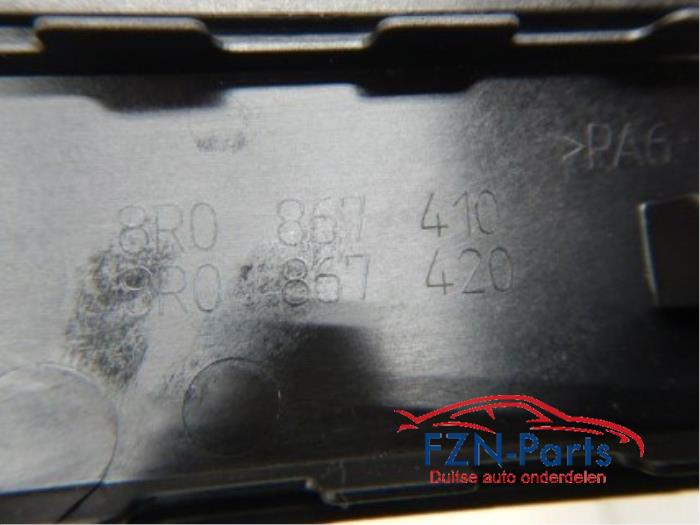 >PA6
8R0 867 410
8R0 867 420
FZN-Parts
Duitse auto onderdelen